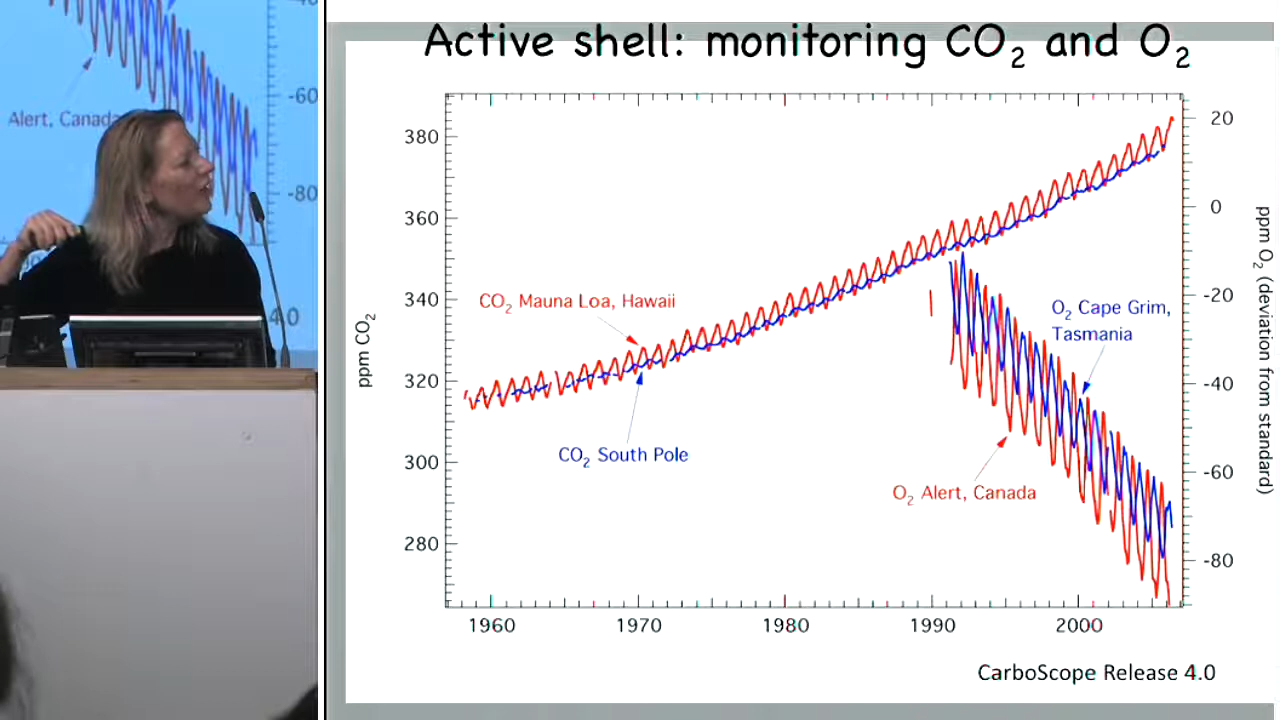 Active shell: monitoring CO₂ and O₂
380
360
340
320
300
280
ppm CO₂
20
0
-20
-40
-60
-80
ppm O₂ (deviation from standard)
CO₂ Mauna Loa, Hawaii
CO₂ South Pole
O₂ Cape Grim,
Tasmania
O₂ Alert, Canada
1960
1970
1980
1990
2000
CarboScope Release 4.0
Alert, Canada
-60
-80
4.0